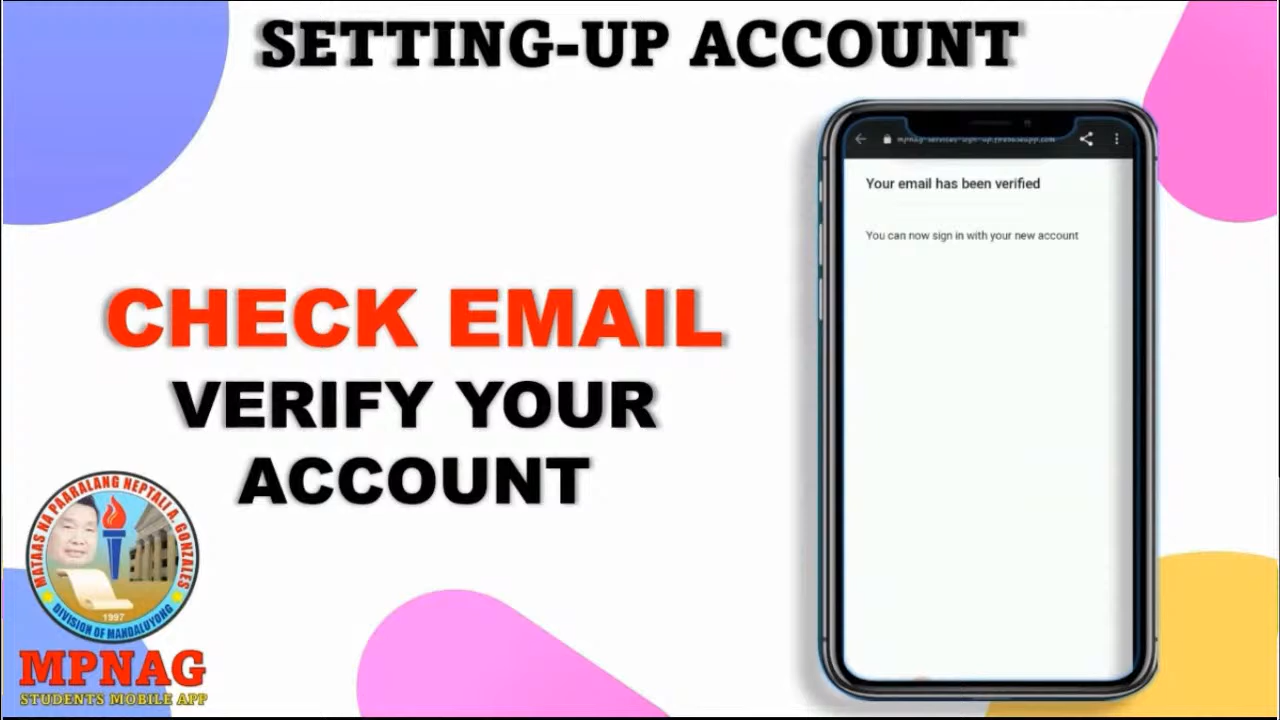 SETTING-UP ACCOUNT
Your email has been verified
You can now sign in with your new account
CHECK EMAIL
VERIFY YOUR
ACCOUNT
MATAAS NA PAARALANG NEPTALI A. GONZALES
1997
DIVISION OF MANDALUYONG
MPNAG
STUDENTS MOBILE APP